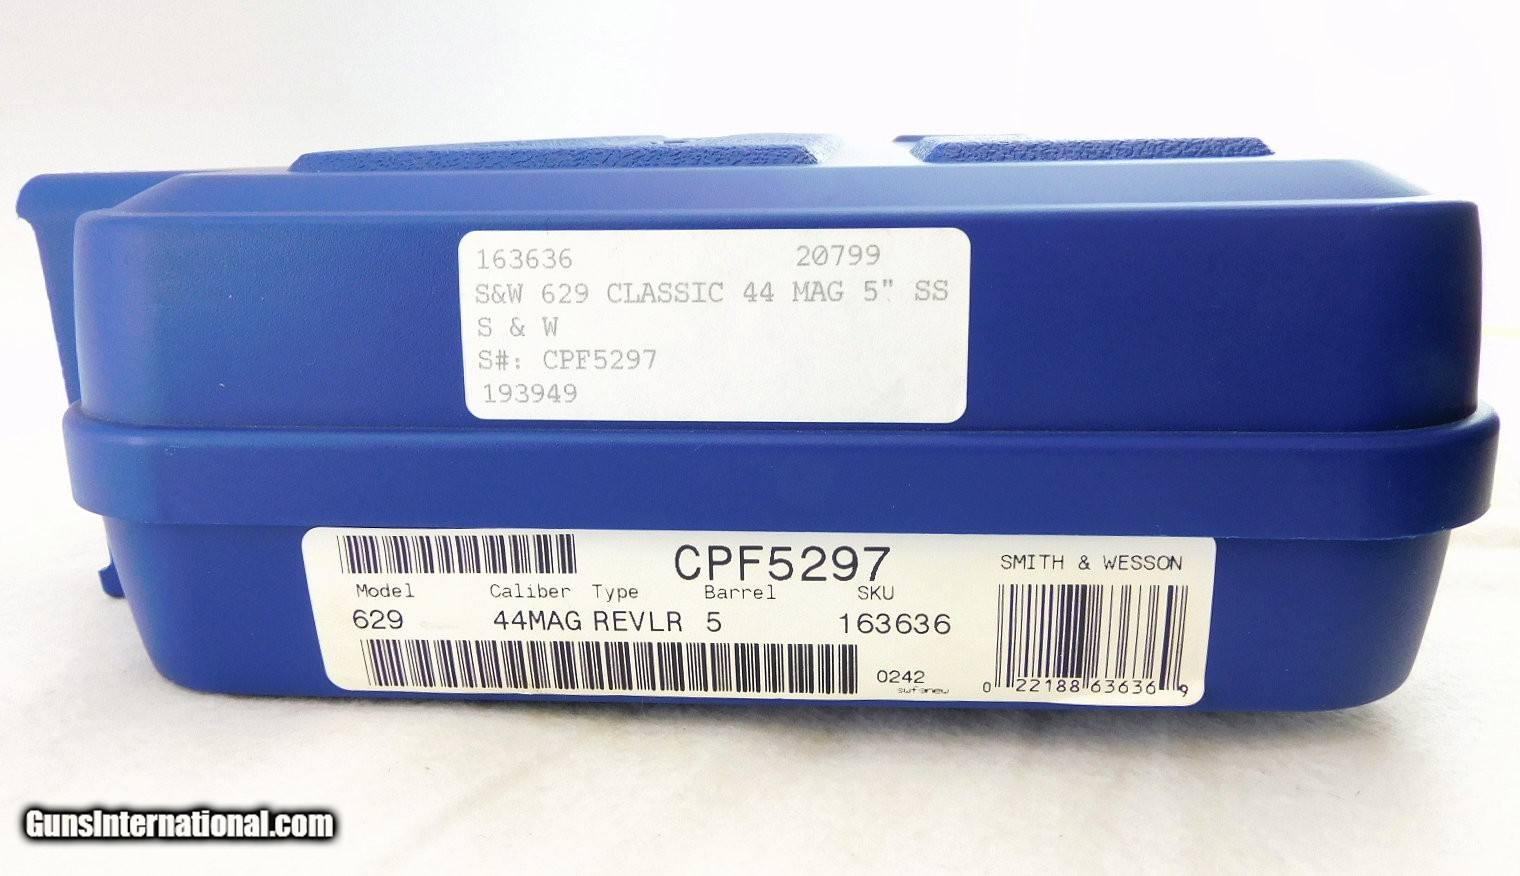 163636 20799
S&W 629 CLASSIC 44 MAG 5" SS
S & W
S#: CPF5297
193949
CPF5297 SMITH & WESSON
Model Caliber Type Barrel SKU
629 44MAG REVLR 5 163636
0242
swfanew
0 22188 63636 9
GunsInternational.com